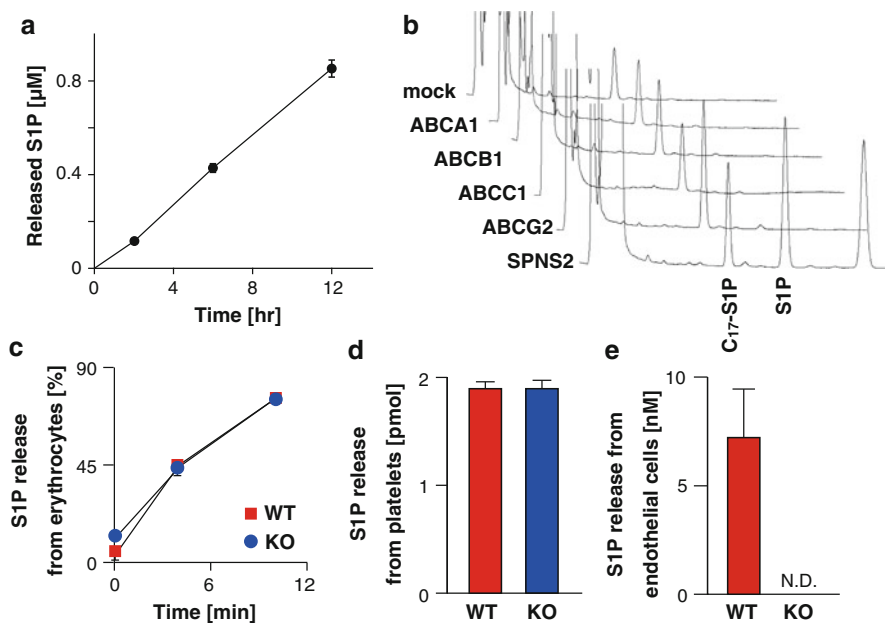 a
Released S1P [µM]
0.8
0.4
0
0 4 8 12
Time [hr]
b
mock
ABCA1
ABCB1
ABCC1
ABCG2
SPNS2
C17-S1P
S1P
c
S1P release
from erythrocytes [%]
90
45
0
WT
KO
0 6 12
Time [min]
d
S1P release
from platelets [pmol]
2
1
0
WT KO
e
S1P release from
endothelial cells [nM]
10
5
0
N.D.
WT KO